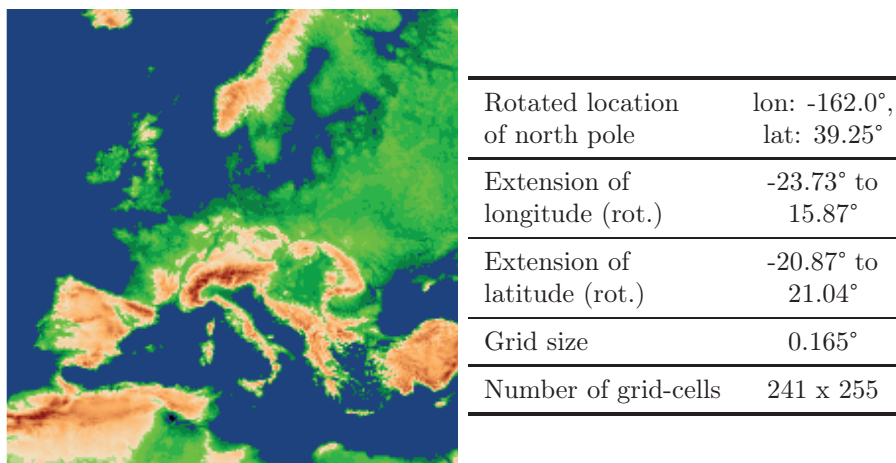 Rotated location lon: -162.0°,
of north pole lat: 39.25°
Extension of -23.73° to
longitude (rot.) 15.87°
Extension of -20.87° to
latitude (rot.) 21.04°
Grid size 0.165°
Number of grid-cells 241 x 255